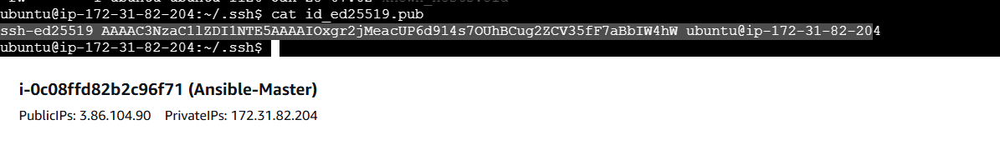 ubuntu@ip-172-31-82-204:~/.ssh$ cat id_ed25519.pub
ssh-ed25519 AAAAC3NzaC1lZDI1NTE5AAAAIOxgr2jMeacUP6d914s7OUhBCug2ZCV35fF7aBbIW4hW ubuntu@ip-172-31-82-204
ubuntu@ip-172-31-82-204:~/.ssh$
i-0c08ffd82b2c96f71 (Ansible-Master)
PublicIPs: 3.86.104.90 PrivateIPs: 172.31.82.204